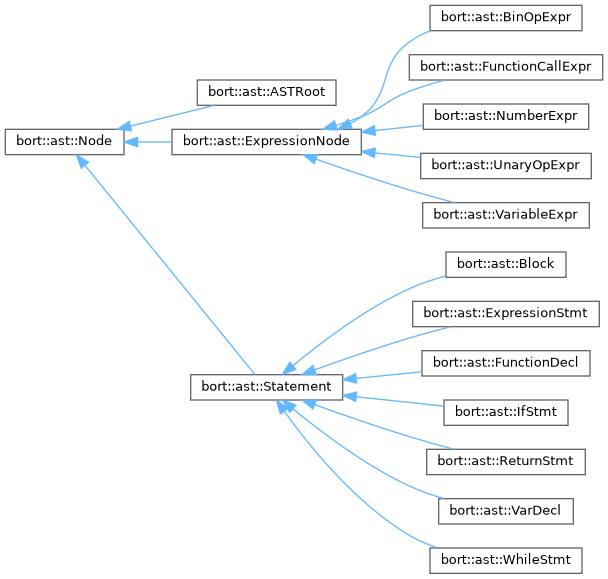 bort::ast::BinOpExpr
bort::ast::FunctionCallExpr
bort::ast::ASTRoot
bort::ast::NumberExpr
bort::ast::Node
bort::ast::ExpressionNode
bort::ast::UnaryOpExpr
bort::ast::VariableExpr
bort::ast::Block
bort::ast::ExpressionStmt
bort::ast::FunctionDecl
bort::ast::Statement
bort::ast::IfStmt
bort::ast::ReturnStmt
bort::ast::VarDecl
bort::ast::WhileStmt